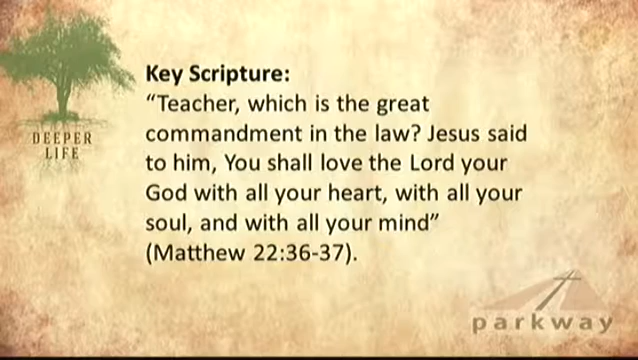 Key Scripture:
“Teacher, which is the great
commandment in the law? Jesus said
to him, You shall love the Lord your
God with all your heart, with all your
soul, and with all your mind”
(Matthew 22:36-37).
DEEPER
LIFE
parkway